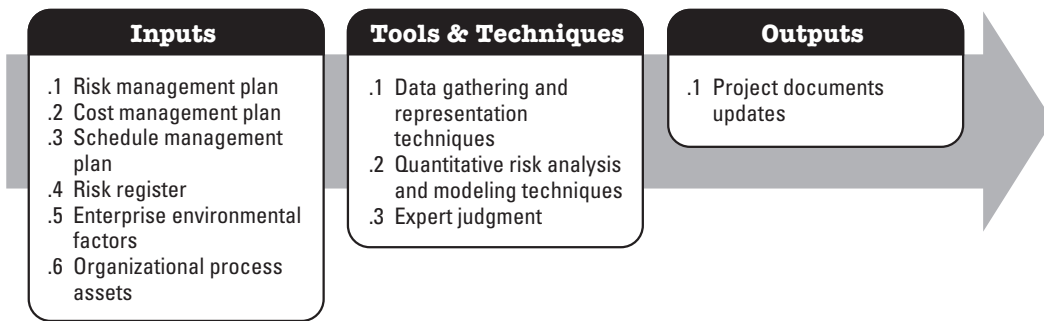 Inputs
.1 Risk management plan
.2 Cost management plan
.3 Schedule management
plan
.4 Risk register
.5 Enterprise environmental
factors
.6 Organizational process
assets
Tools & Techniques
.1 Data gathering and
representation
techniques
.2 Quantitative risk analysis
and modeling techniques
.3 Expert judgment
Outputs
.1 Project documents
updates